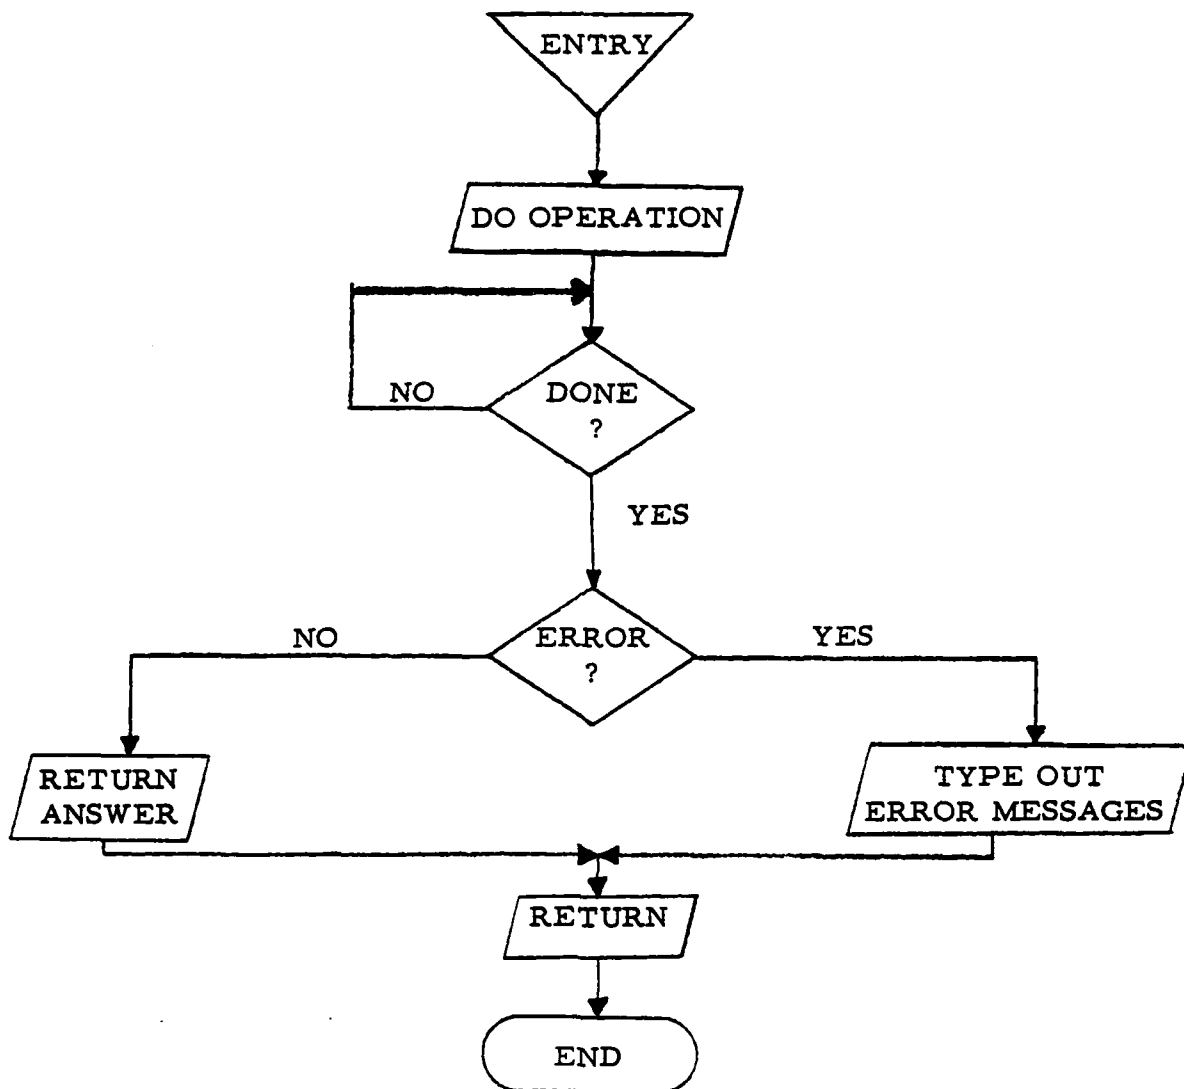 ENTRY
DO OPERATION
NO
DONE
?
YES
NO
ERROR
?
YES
RETURN
ANSWER
TYPE OUT
ERROR MESSAGES
RETURN
END